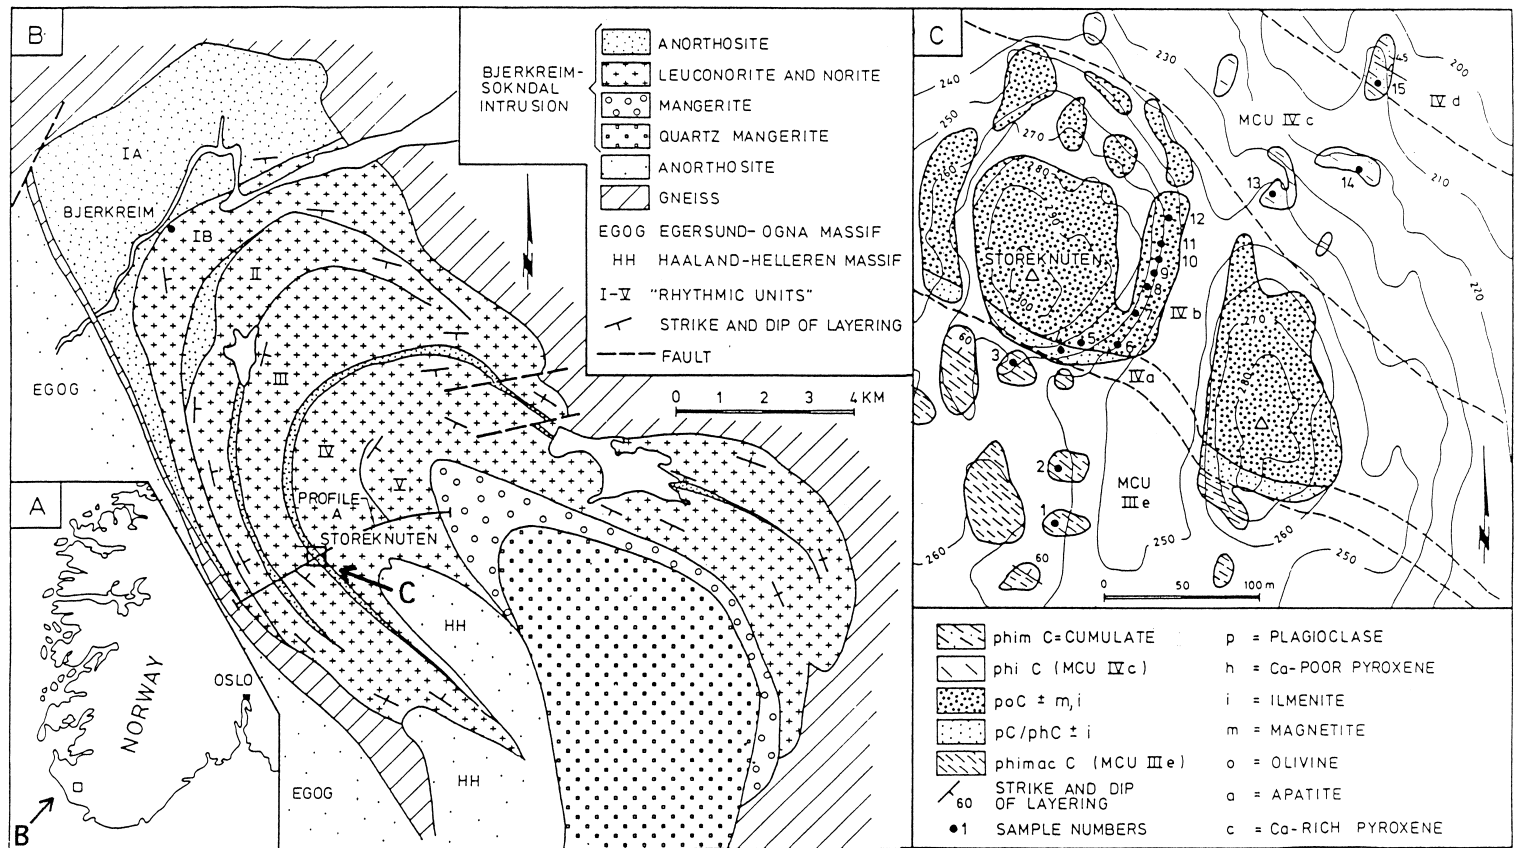 B
BJERKREIM-
SOKNDAL
INTRUSION
ANORTHOSITE
LEUCONORITE AND NORITE
MANGERITE
QUARTZ MANGERITE
ANORTHOSITE
GNEISS
EGOG EGERSUND-OGNA MASSIF
HH HAALAND-HELLEREN MASSIF
I-V "RHYTHMIC UNITS"
STRIKE AND DIP OF LAYERING
FAULT
0 1 2 3 4 KM
IA
BJERKREIM
IB
II
III
EGOG
IV
V
PROFILE-
A
STOREKNUTEN
C
HH
HH
EGOG
A
NORWAY
OSLO
B
C
240
230
200
45
15
IV d
250
MCU IV c
270
260
280
210
13
14
12
11
10
9
8
7
STOREKNUTEN
300
IV b
220
270
60
3
5
6
IV a
280
2
MCU
III e
1
260
60
250
260
250
0 50 100 m
phim C=CUMULATE
phi C (MCU IV c)
poC ± m,i
pC/phC ± i
phimac C (MCU III e)
60 STRIKE AND DIP
OF LAYERING
1 SAMPLE NUMBERS
p = PLAGIOCLASE
h = Ca-POOR PYROXENE
i = ILMENITE
m = MAGNETITE
o = OLIVINE
a = APATITE
c = Ca-RICH PYROXENE